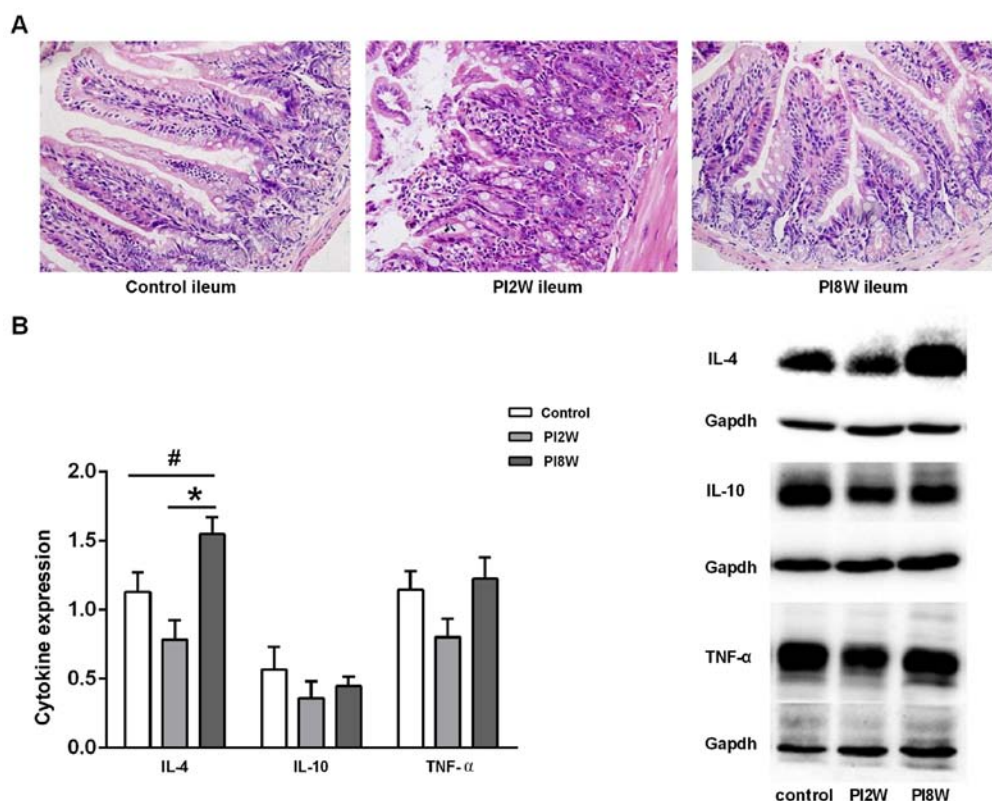 A
Control ileum PI2W ileum PI8W ileum
B
Control
PI2W
PI8W
#
*
Cytokine expression
2.0
1.5
1.0
0.5
0.0
IL-4 IL-10 TNF-α
IL-4
Gapdh
IL-10
Gapdh
TNF-α
Gapdh
control PI2W PI8W